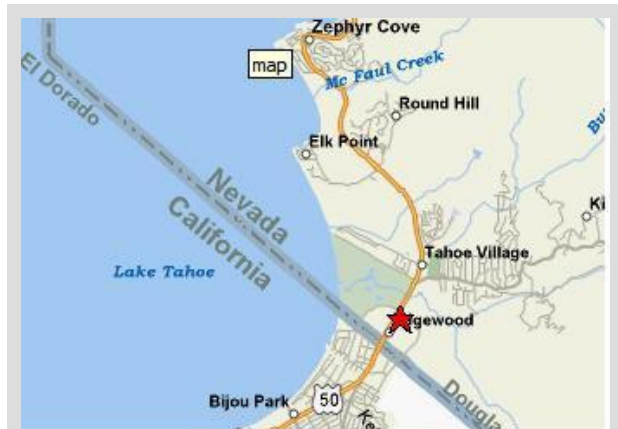 Zephyr Cove
map
Mc Faul Creek
El Dorado
Round Hill
Elk Point
Nevada
California
Tahoe Village
Lake Tahoe
50
Bijou Park